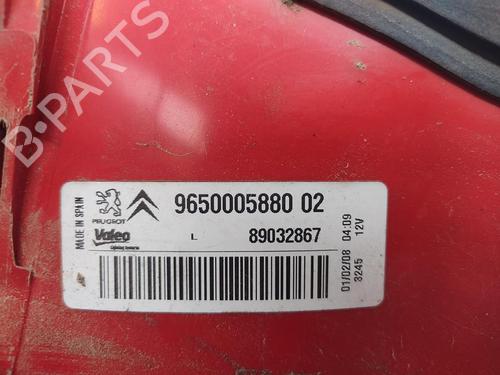 B-PARTS
MADE IN SPAIN
PEUGEOT
9650005880 02
Valeo
L
89032867
01/02/08 04:09
3245 12V